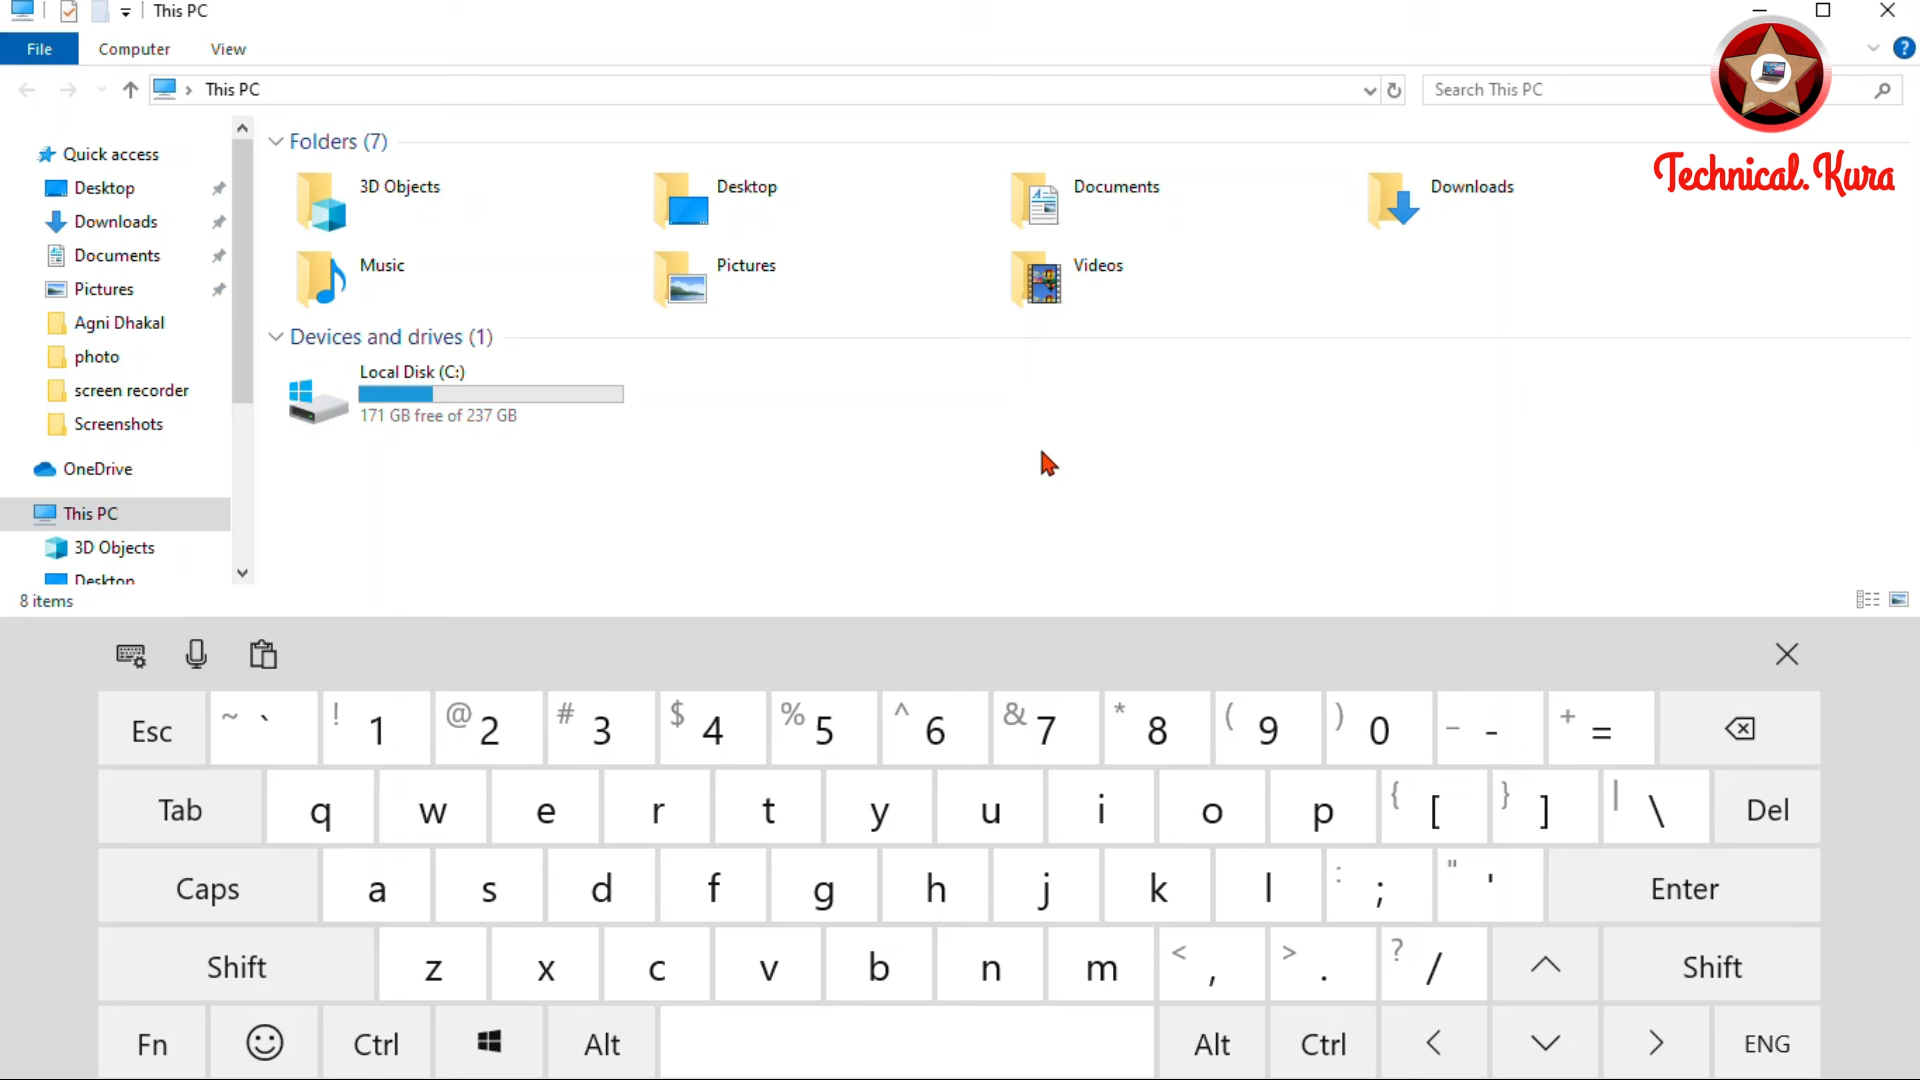 This PC
File Computer View
This PC
Search This PC
Technical.Kura
Quick access
Desktop
Downloads
Documents
Pictures
Agni Dhakal
photo
screen recorder
Screenshots
OneDrive
This PC
3D Objects
Desktop
Folders (7)
3D Objects Desktop Documents Downloads
Music Pictures Videos
Devices and drives (1)
Local Disk (C:)
171 GB free of 237 GB
8 items
Esc ~ ` ! 1 @ 2 # 3 $ 4 % 5 ^ 6 & 7 * 8 ( 9 ) 0 _ - + =
Tab q w e r t y u i o p { [ } ] | \ Del
Caps a s d f g h j k l : ; " ' Enter
Shift z x c v b n m < , > . ? / Shift
Fn Ctrl Alt Alt Ctrl ENG